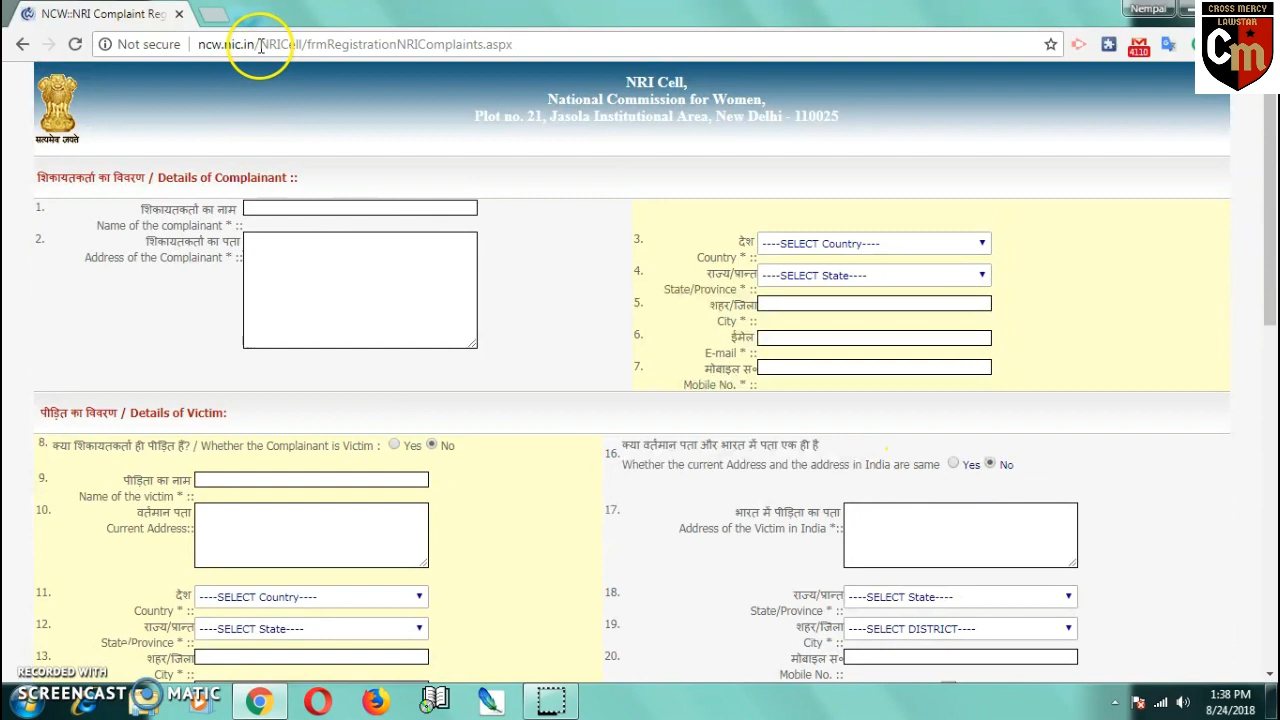 NCW::NRI Complaint Reg
Nempal
CROSS MERCY
LAWSTAR
Cm
Not secure
ncw.nic.in/NRICell/frmRegistrationNRIComplaints.aspx
4110
NRI Cell,
National Commission for Women,
Plot no. 21, Jasola Institutional Area, New Delhi - 110025
सत्यमेव जयते
शिकायतकर्ता का विवरण / Details of Complainant ::
1. शिकायतकर्ता का नाम
Name of the complainant * ::
2. शिकायतकर्ता का पता
Address of the Complainant * ::
3. देश ----SELECT Country----
Country * ::
4. राज्य/प्रान्त ----SELECT State----
State/Province * ::
5. शहर/जिला
City * ::
6. ईमेल
E-mail * ::
7. मोबाइल स०
Mobile No. * ::
पीड़ित का विवरण / Details of Victim:
8. क्या शिकायतकर्ता ही पीड़ित हैं? / Whether the Complainant is Victim : Yes No
9. पीड़िता का नाम
Name of the victim * ::
10. वर्तमान पता
Current Address::
11. देश ----SELECT Country----
Country * ::
12. राज्य/प्रान्त ----SELECT State----
State/Province * ::
13. शहर/जिला
City * ::
16. क्या वर्तमान पता और भारत में पता एक ही है
Whether the current Address and the address in India are same Yes No
17. भारत में पीड़िता का पता
Address of the Victim in India *::
18. राज्य/प्रान्त ----SELECT State----
State/Province * ::
19. शहर/जिला ----SELECT DISTRICT----
City * ::
20. मोबाइल स०
Mobile No. * ::
RECORDED WITH
SCREENCAST MATIC
1:38 PM
8/24/2018